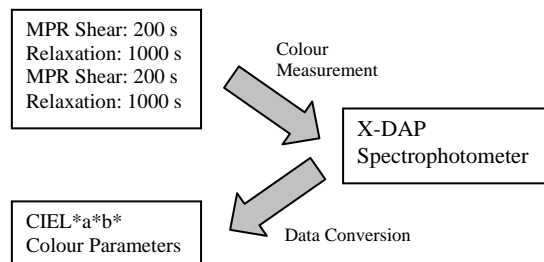 MPR Shear: 200 s
Relaxation: 1000 s
MPR Shear: 200 s
Relaxation: 1000 s
Colour
Measurement
X-DAP
Spectrophotometer
CIEL*a*b*
Colour Parameters
Data Conversion